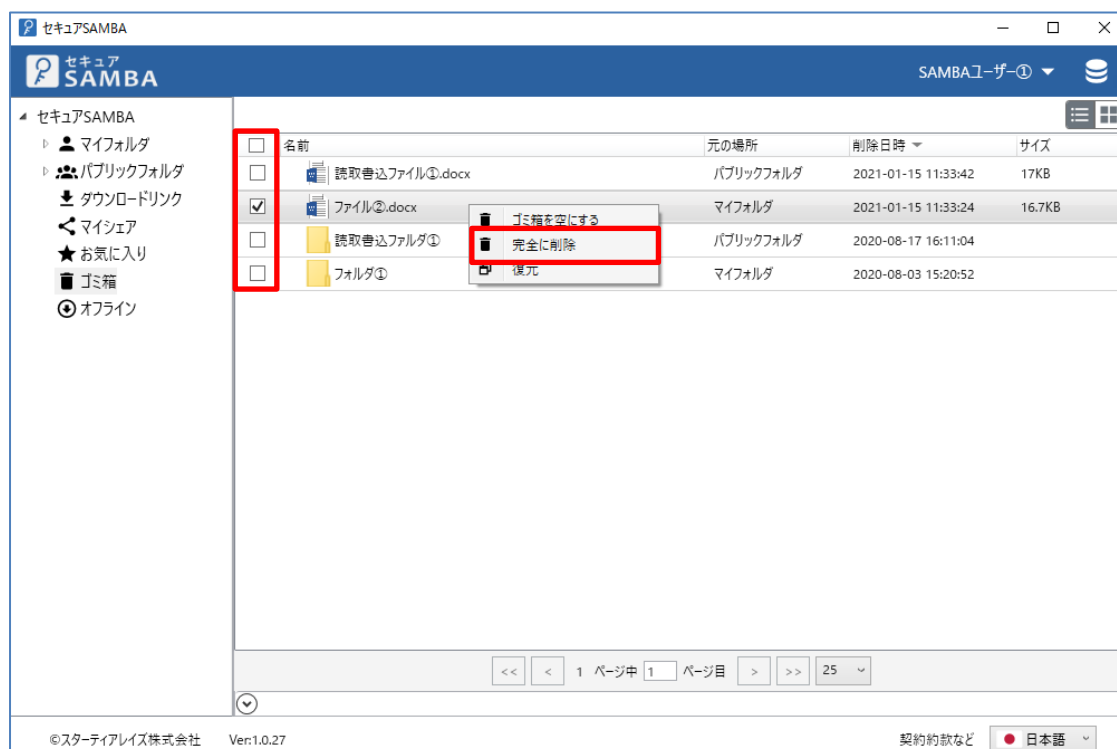 セキュアSAMBA
セキュア
SAMBA
SAMBAユーザー①
セキュアSAMBA
マイフォルダ
パブリックフォルダ
ダウンロードリンク
マイシェア
お気に入り
ゴミ箱
オフライン
名前 元の場所 削除日時 サイズ
読取書込ファイル①.docx パブリックフォルダ 2021-01-15 11:33:42 17KB
ファイル②.docx マイフォルダ 2021-01-15 11:33:24 16.7KB
読取書込ファルダ① パブリックフォルダ 2020-08-17 16:11:04
フォルダ① マイフォルダ 2020-08-03 15:20:52
ゴミ箱を空にする
完全に削除
復元
<< < 1 ページ中 1 ページ目 > >> 25
©スターティアレイズ株式会社 Ver:1.0.27 契約約款など 日本語